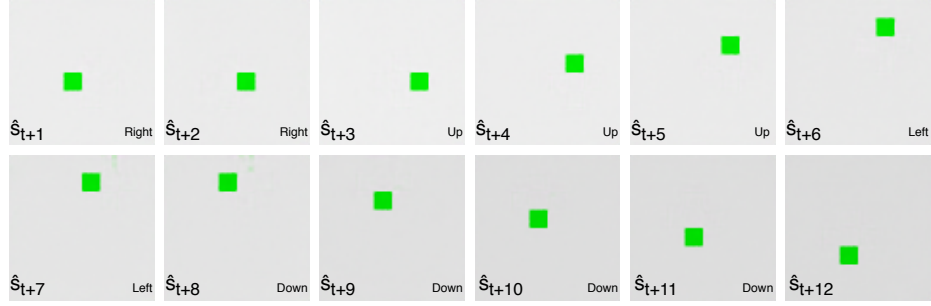 ŝt+1 Right
ŝt+2 Right
ŝt+3 Up
ŝt+4 Up
ŝt+5 Up
ŝt+6 Left
ŝt+7 Left
ŝt+8 Down
ŝt+9 Down
ŝt+10 Down
ŝt+11 Down
ŝt+12